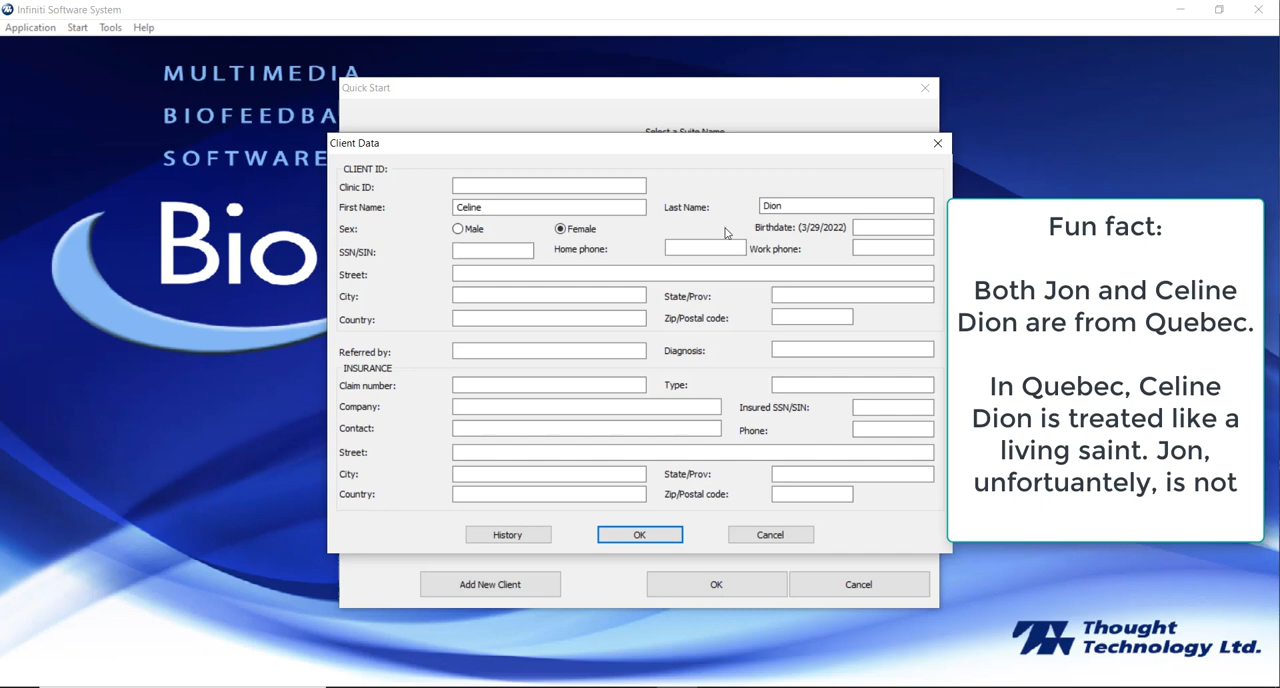 Infiniti Software System
Application Start Tools Help
MULTIMEDIA
BIOFEEDBA
SOFTWARE
Bio
Quick Start
Select a Suite Name
Client Data
CLIENT ID:
Clinic ID:
First Name: Celine Last Name: Dion
Sex: Male Female Birthdate: (3/29/2022)
SSN/SIN: Home phone: Work phone:
Street:
City: State/Prov:
Country: Zip/Postal code:
Referred by: Diagnosis:
INSURANCE
Claim number: Type:
Company: Insured SSN/SIN:
Contact: Phone:
Street:
City: State/Prov:
Country: Zip/Postal code:
History OK Cancel
Add New Client OK Cancel
Fun fact:
Both Jon and Celine
Dion are from Quebec.
In Quebec, Celine
Dion is treated like a
living saint. Jon,
unfortuantely, is not
Thought
Technology Ltd.